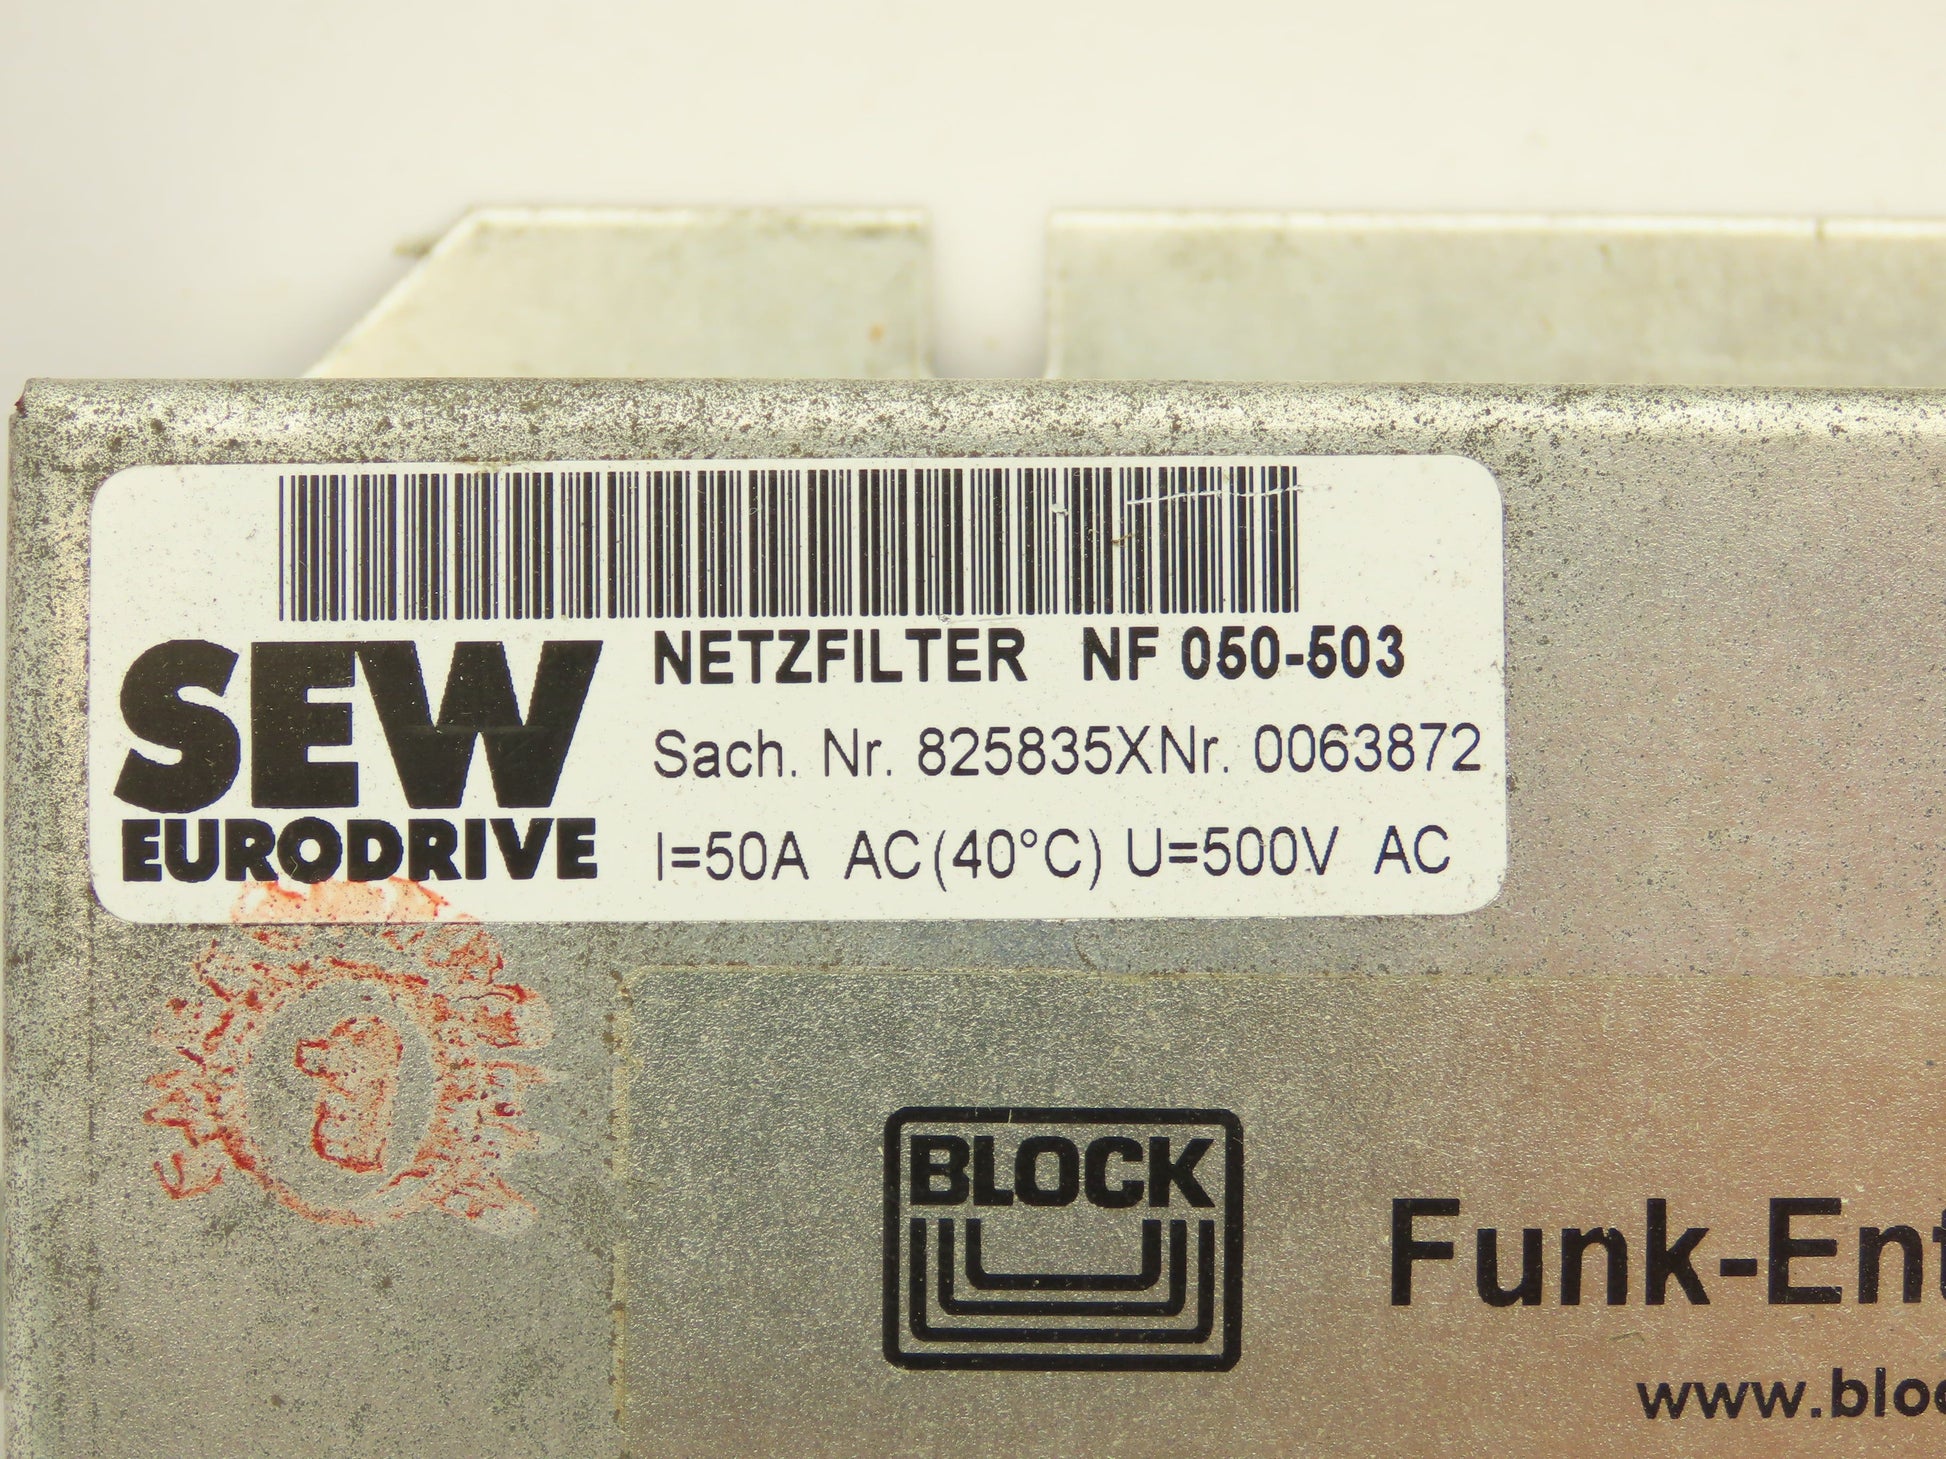 SEW
EURODRIVE
NETZFILTER NF 050-503
Sach. Nr. 825835XNr. 0063872
I=50A AC(40°C) U=500V AC
BLOCK
Funk-Ent
www.bloc